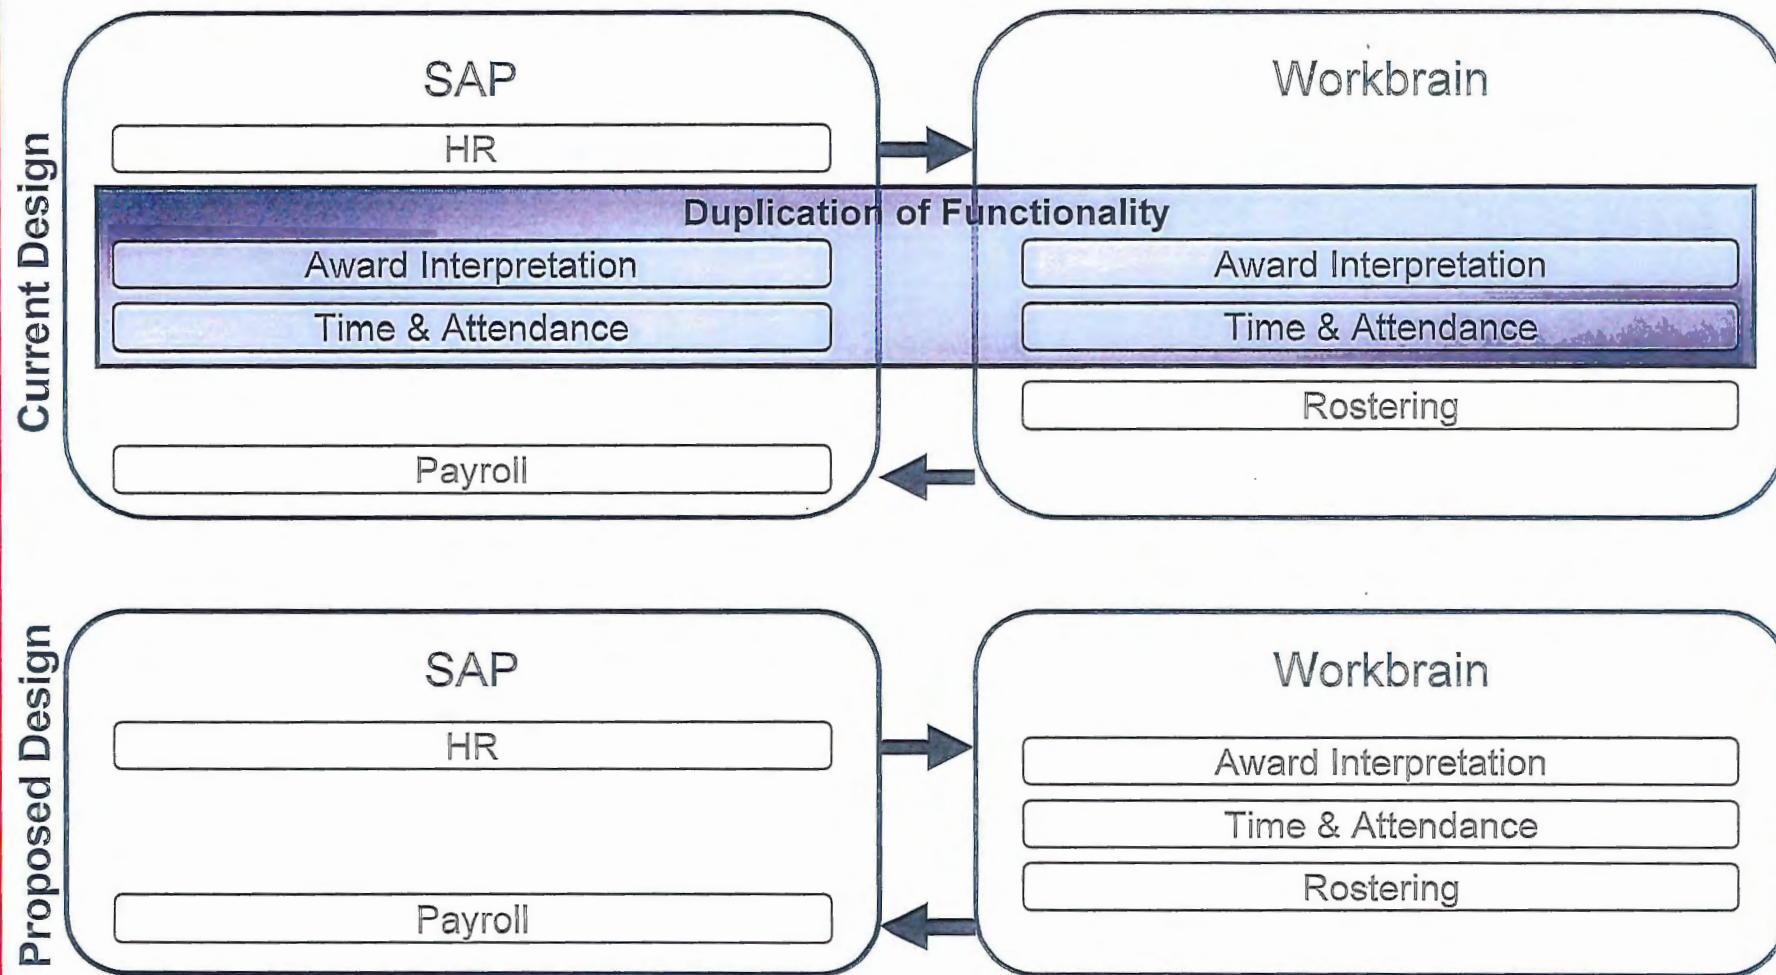 Current Design
SAP
Workbrain
HR
Duplication of Functionality
Award Interpretation
Award Interpretation
Time & Attendance
Time & Attendance
Rostering
Payroll
Proposed Design
SAP
Workbrain
HR
Award Interpretation
Time & Attendance
Rostering
Payroll